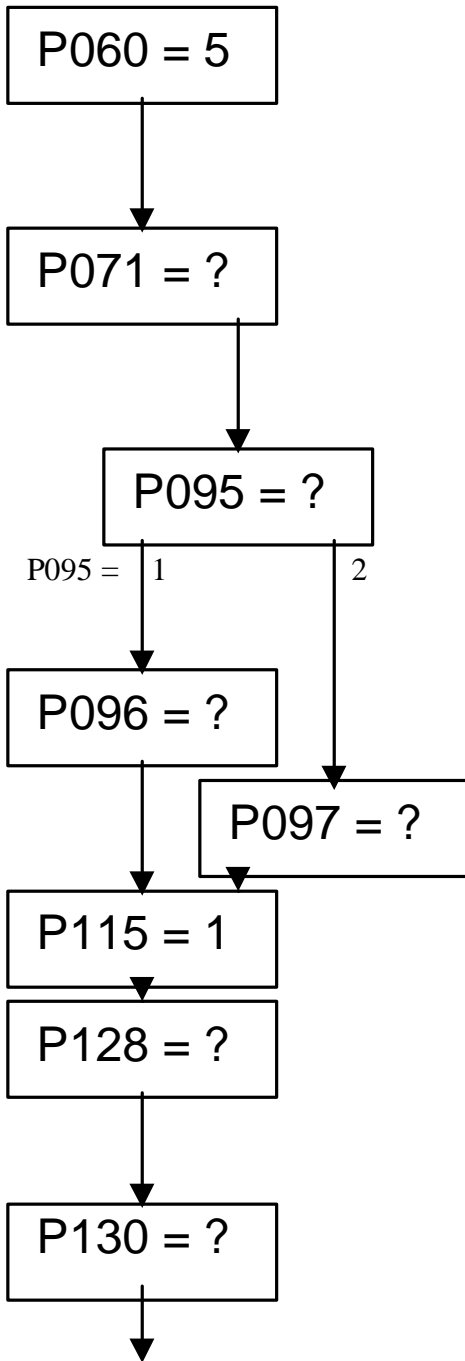 P060 = 5
P071 = ?
P095 = ?
P095 = 1 2
P096 = ?
P097 = ?
P115 = 1
P128 = ?
P130 = ?